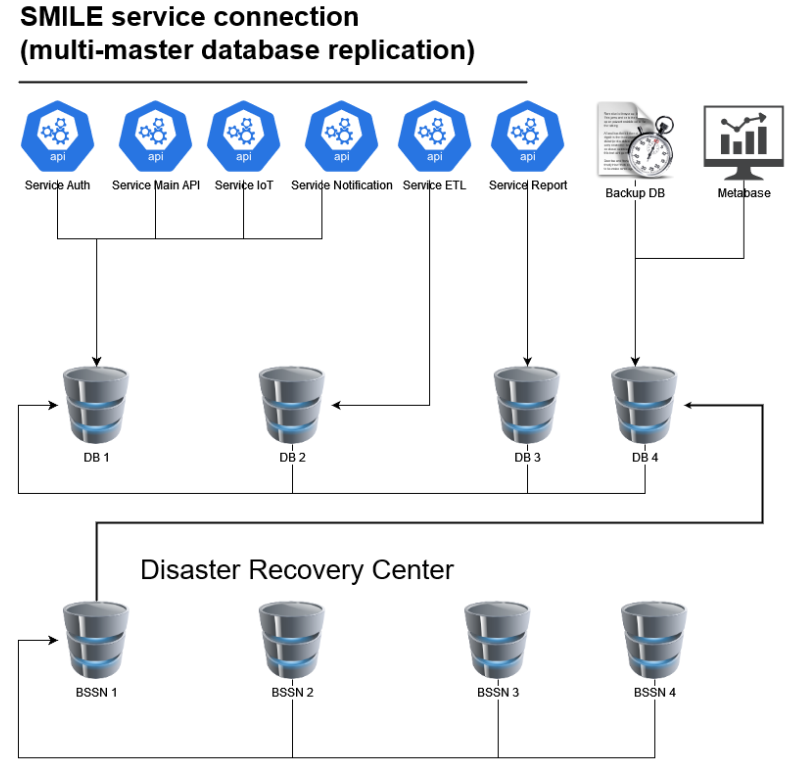 SMILE service connection
(multi-master database replication)
api api api api api api
Service Auth Service Main API Service IoT Service Notification Service ETL Service Report Backup DB Metabase
DB 1 DB 2 DB 3 DB 4
Disaster Recovery Center
BSSN 1 BSSN 2 BSSN 3 BSSN 4